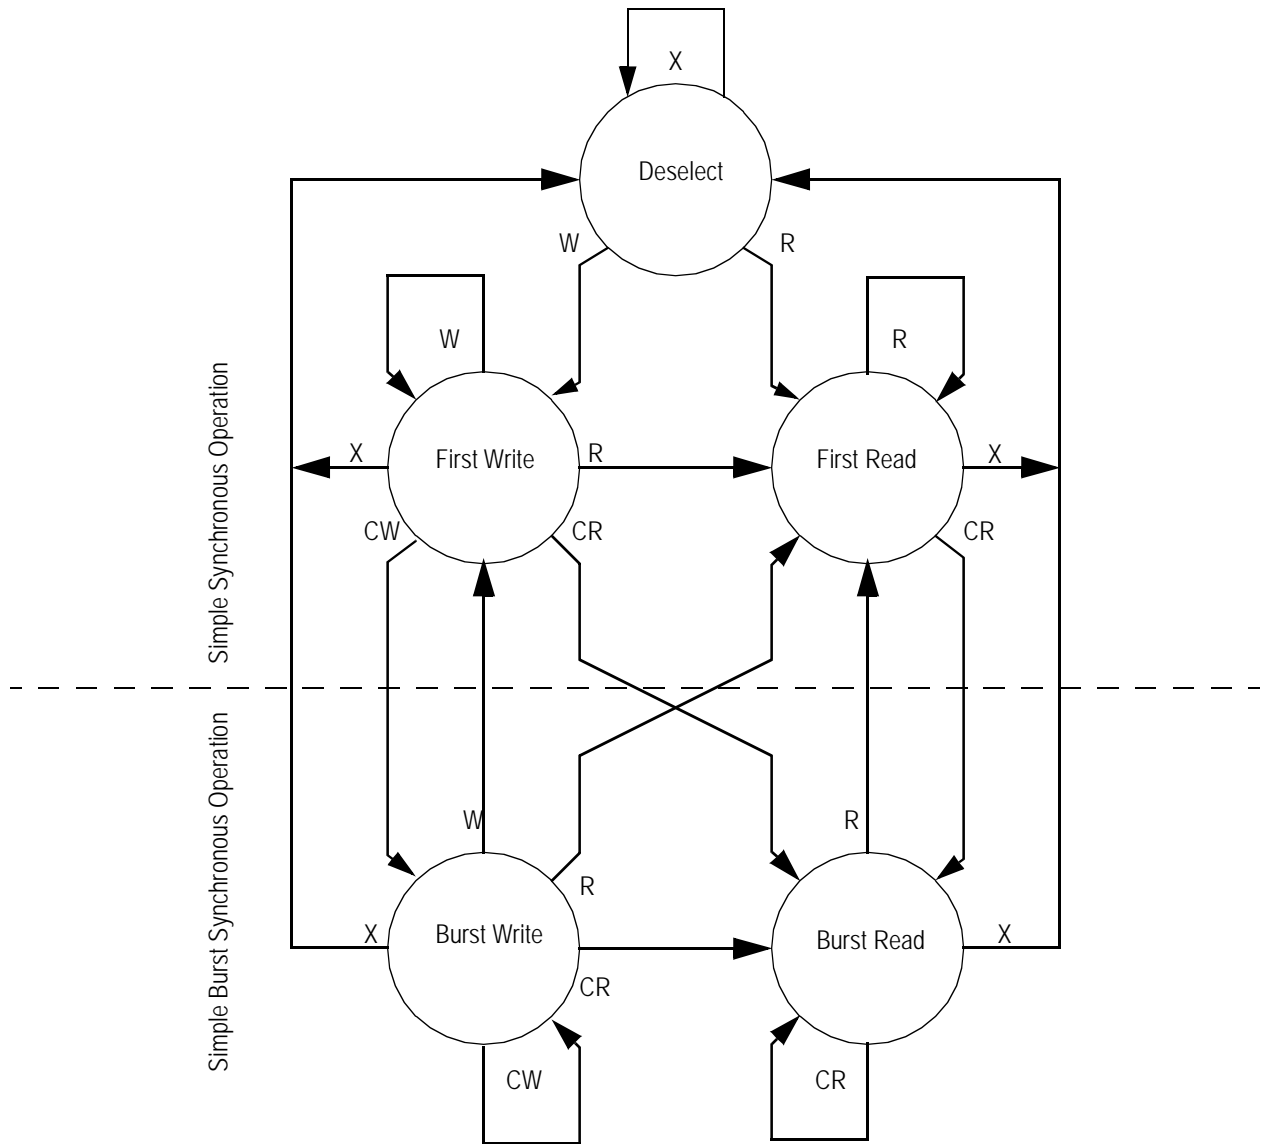 X
Deselect
W
R
W
R
Simple Synchronous Operation
X
First Write
R
First Read
X
CW
CR
CR
Simple Burst Synchronous Operation
W
R
R
X
Burst Write
Burst Read
X
CR
CW
CR